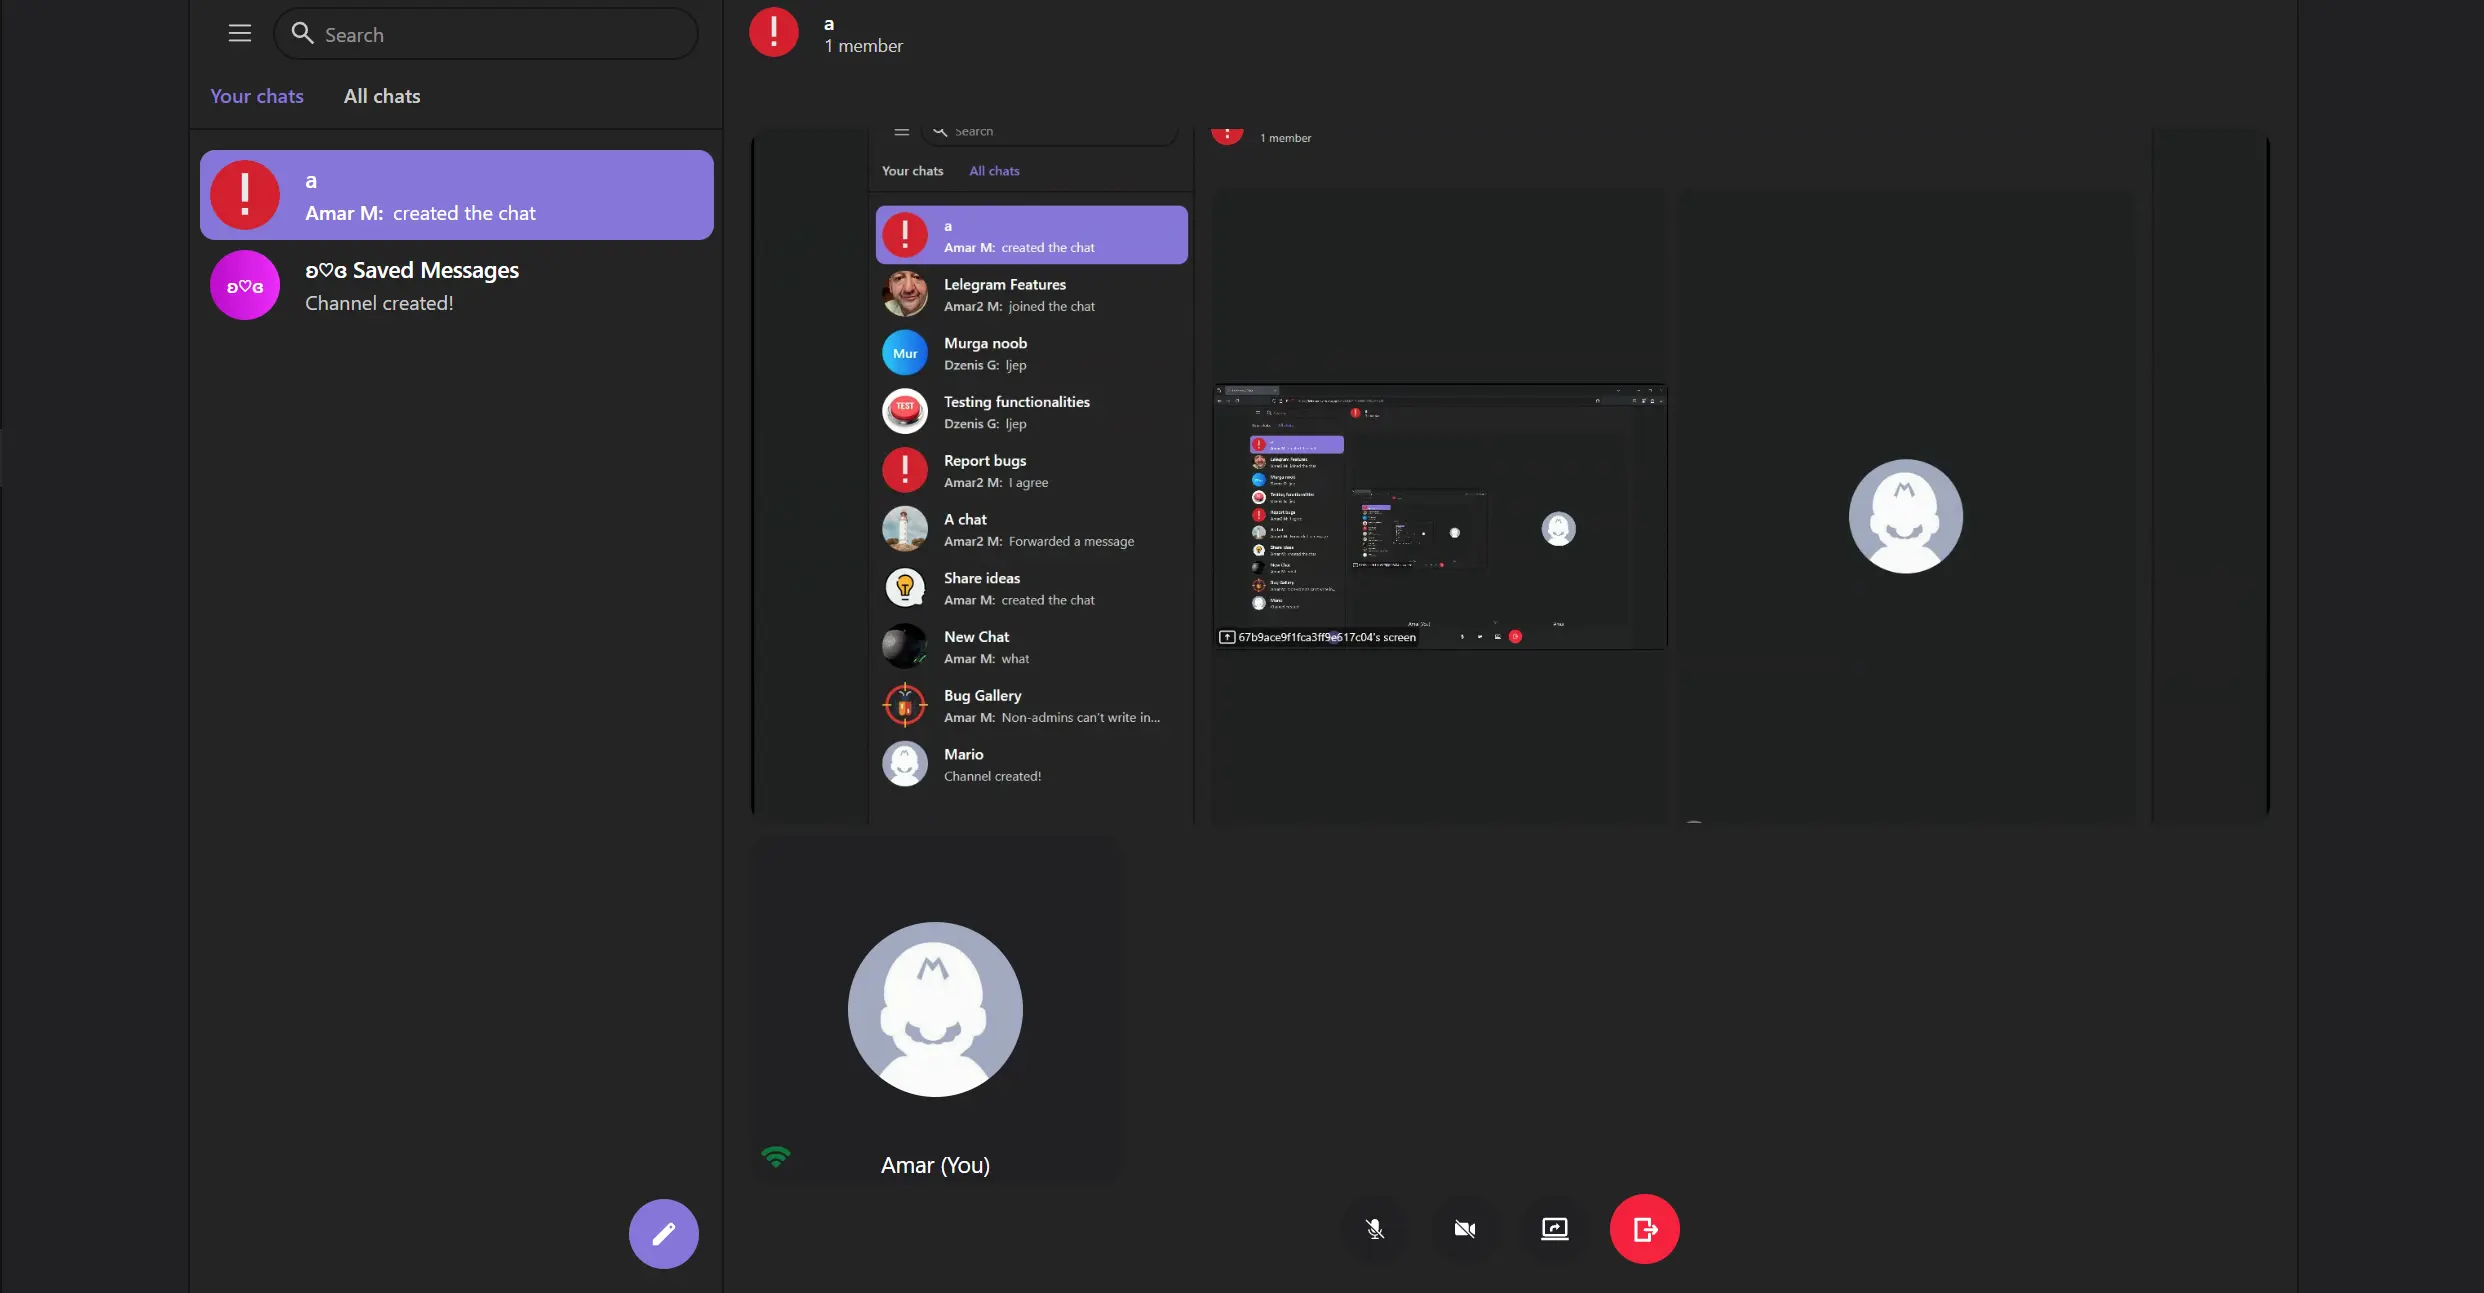 Search
Your chats All chats
a
Amar M: created the chat
ʚ♡ɞ
ʚ♡ɞ Saved Messages
Channel created!
a
1 member
Search
Your chats All chats
a
Amar M: created the chat
Lelegram Features
Amar2 M: joined the chat
Mur
Murga noob
Dzenis G: ljep
TEST
Testing functionalities
Dzenis G: ljep
Report bugs
Amar2 M: I agree
A chat
Amar2 M: Forwarded a message
Share ideas
Amar M: created the chat
New Chat
Amar M: what
Bug Gallery
Amar M: Non-admins can't write in...
Mario
Channel created!
1 member
67b9ace9f1fca3ff9e617c04's screen
Amar (You)